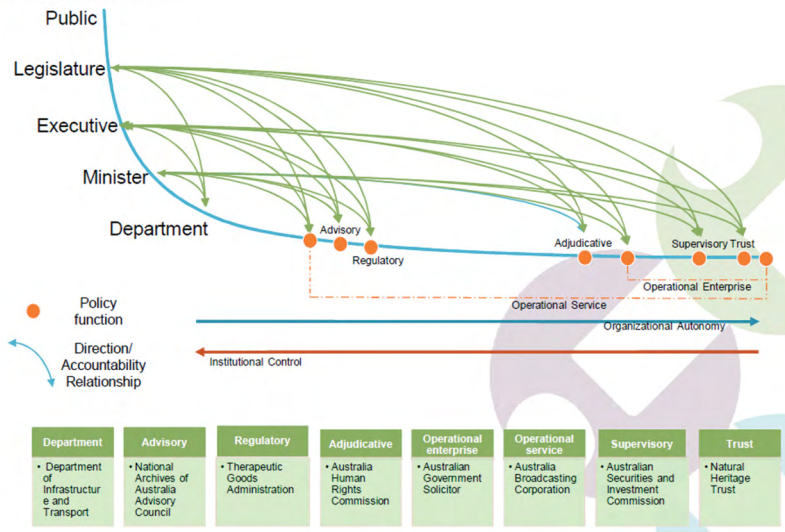 Public
Legislature
Executive
Minister
Department
Advisory
Regulatory
Adjudicative
Supervisory Trust
Operational Enterprise
Operational Service
Policy
function
Organizational Autonomy
Direction/
Accountability
Relationship
Institutional Control
Department
• Department
of
Infrastructur
e and
Transport
Advisory
• National
Archives of
Australia
Advisory
Council
Regulatory
• Therapeutic
Goods
Administration
Adjudicative
• Australia
Human
Rights
Commission
Operational
enterprise
• Australian
Government
Solicitor
Operational
service
• Australia
Broadcasting
Corporation
Supervisory
• Australian
Securities and
Investment
Commission
Trust
• Natural
Heritage
Trust